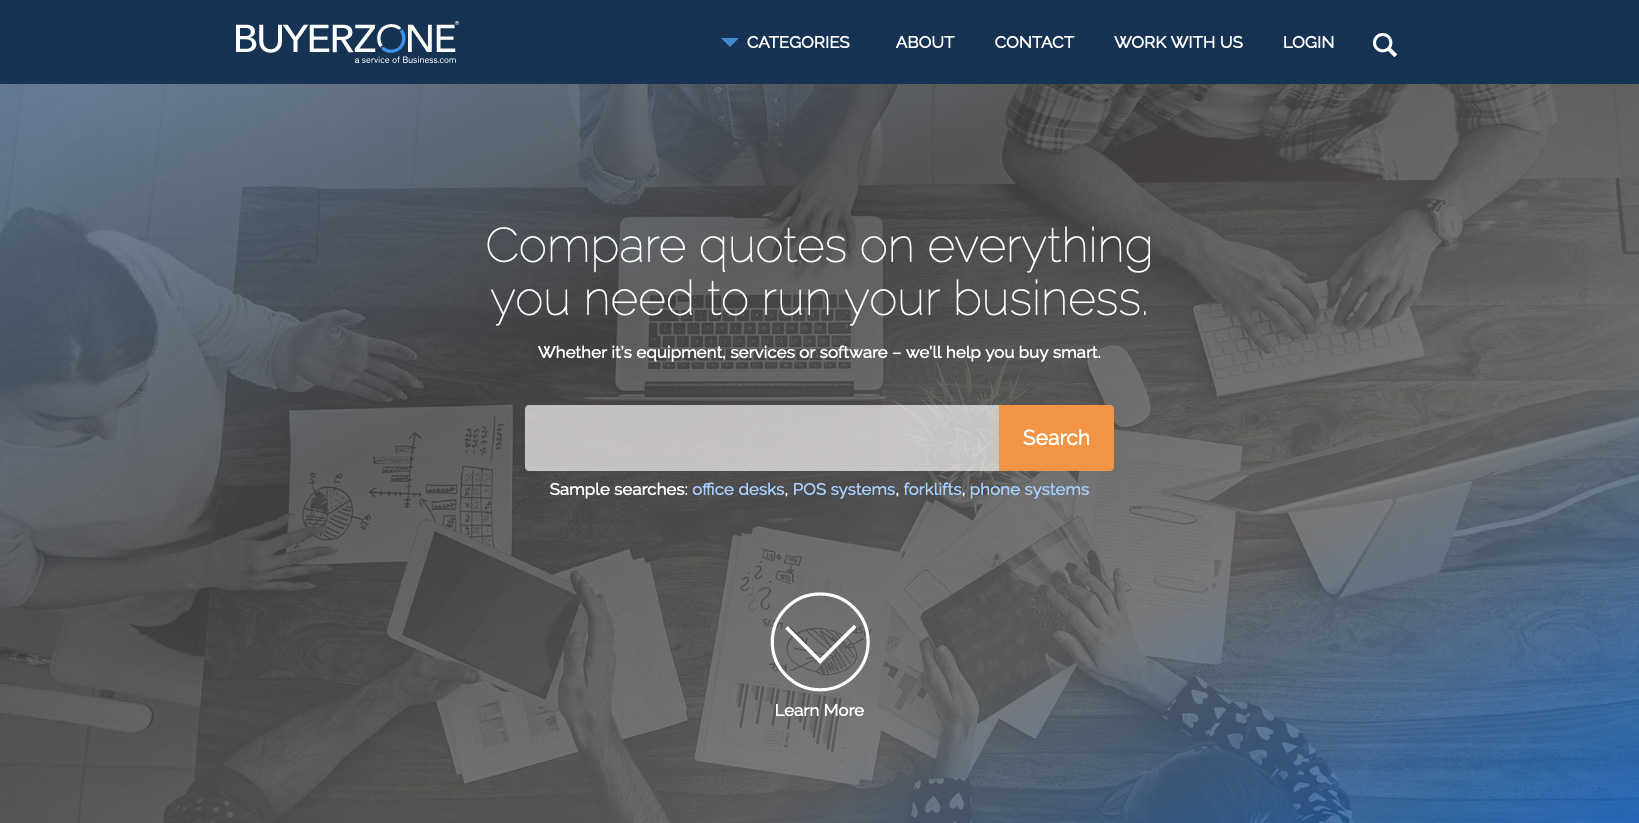 BUYERZONE®
a service of Business.com
CATEGORIES ABOUT CONTACT WORK WITH US LOGIN
Compare quotes on everything
you need to run your business.
Whether it's equipment, services or software – we'll help you buy smart.
Search
Sample searches: office desks, POS systems, forklifts, phone systems
Learn More